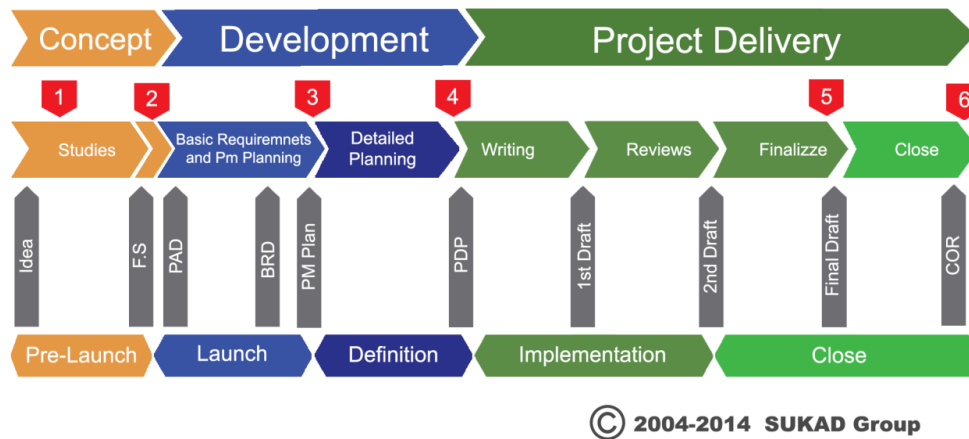 Concept
Development
Project Delivery
1
2
3
4
5
6
Studies
Basic Requiremnets
and Pm Planning
Detailed
Planning
Writing
Reviews
Finalizze
Close
Idea
F.S
PAD
BRD
PM Plan
PDP
1st Draft
2nd Draft
Final Draft
COR
Pre-Launch
Launch
Definition
Implementation
Close
© 2004-2014 SUKAD Group